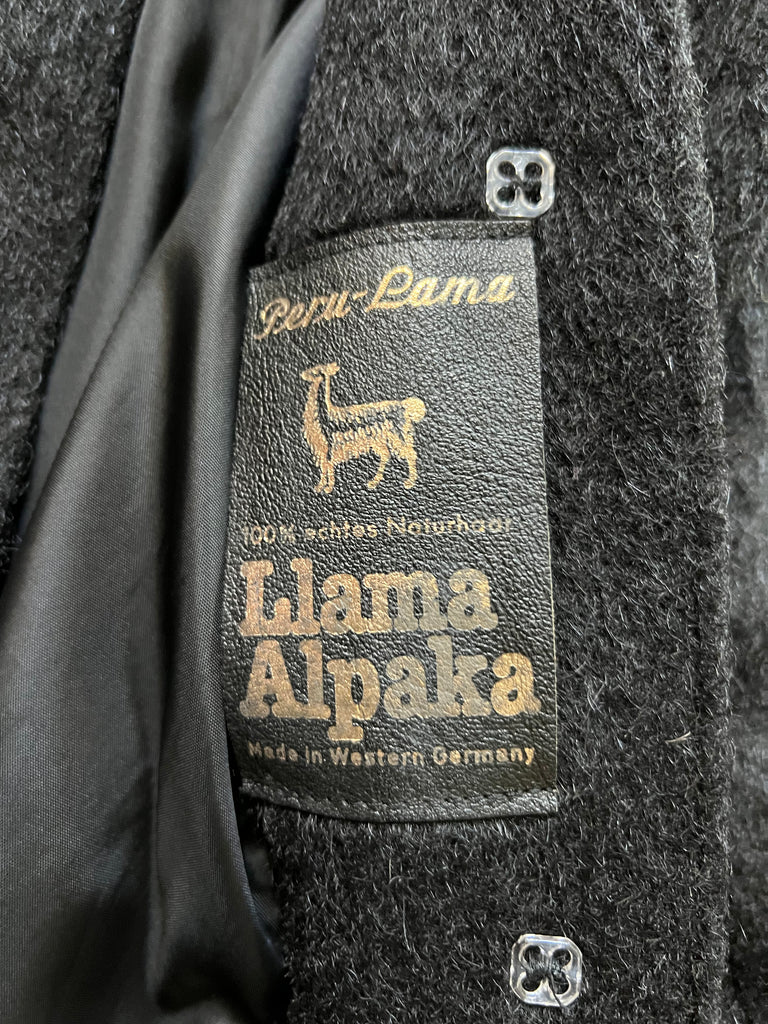 Peru-Lama
100% echtes Naturhaar
Llama
Alpaka
Made in Western Germany